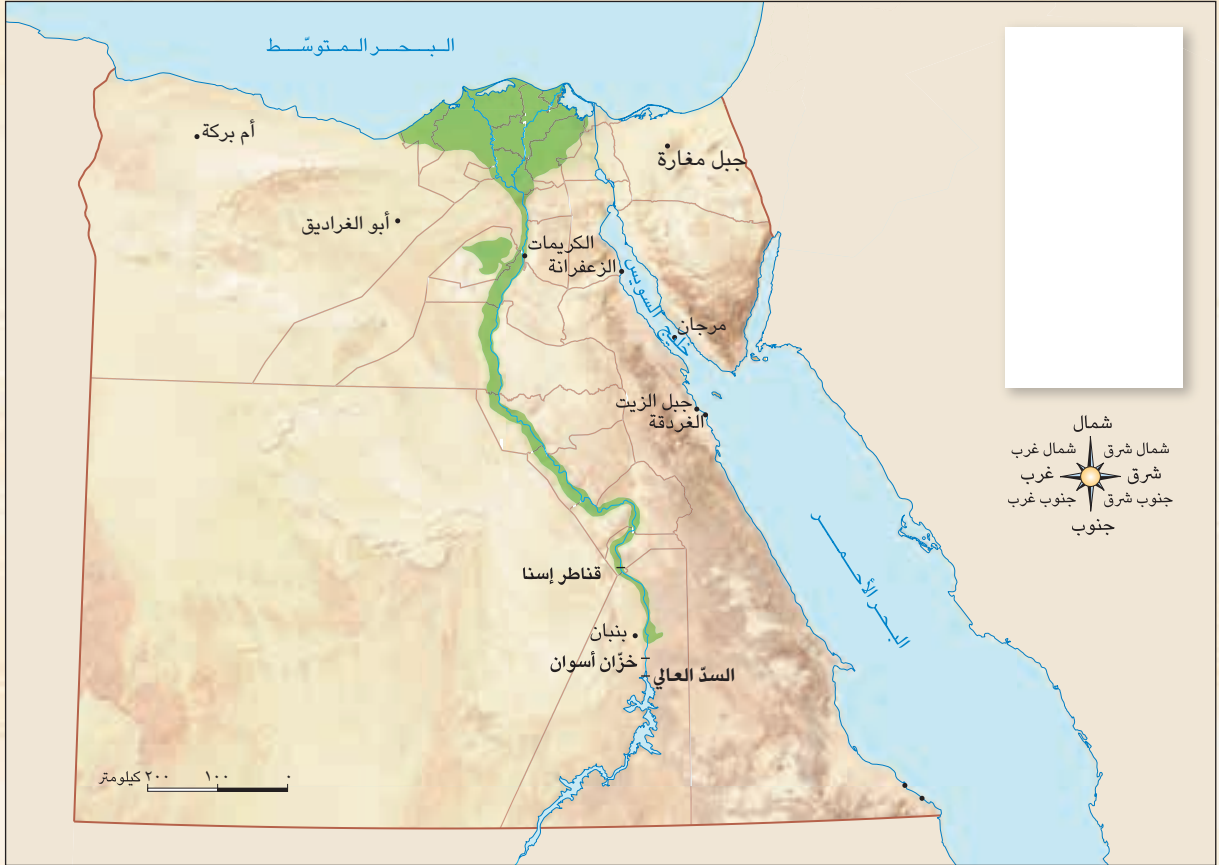 البحر المتوسّط
أم بركة
جبل مغارة
أبو الغراديق
الكريمات
الزعفرانة
خليج السويس
مرجان
جبل الزيت
الغردقة
شمال
شمال شرق
شمال غرب
شرق
غرب
جنوب شرق
جنوب غرب
جنوب
البحر الأحمر
قناطر إسنا
بنبان
خزّان أسوان
السدّ العالي
٠ ١٠٠ ٢٠٠ كيلومتر